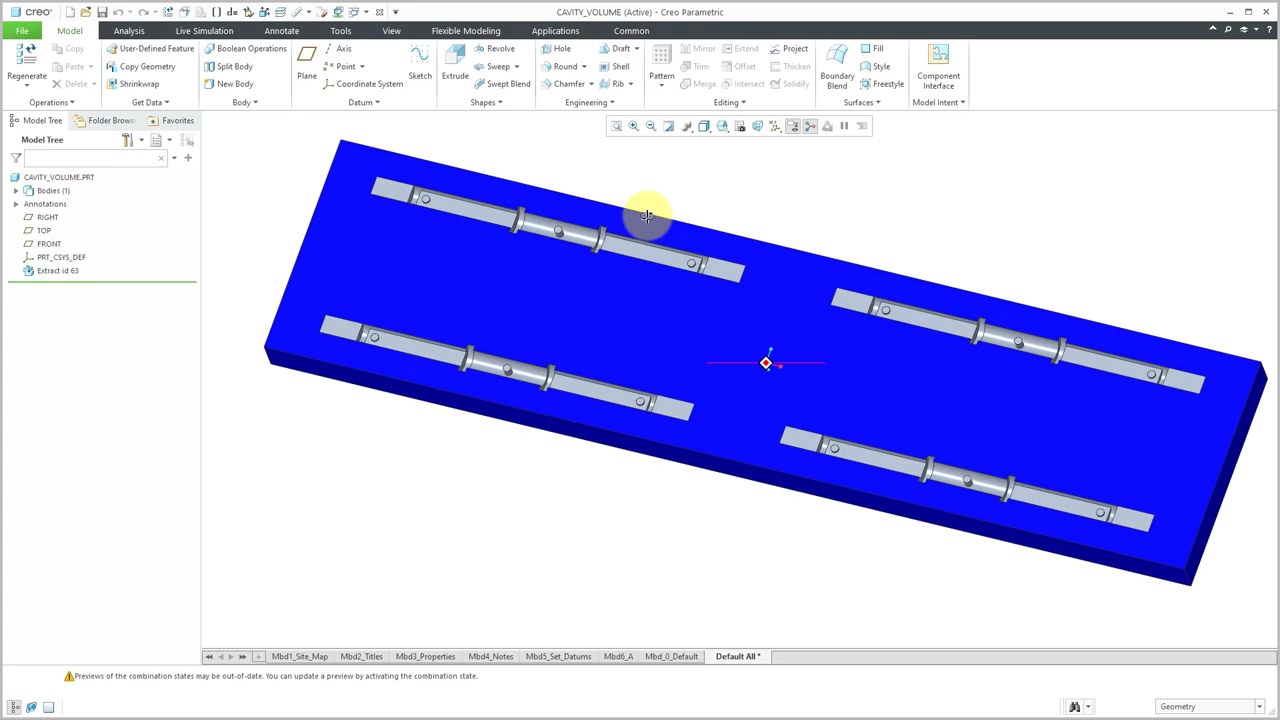 creo
CAVITY_VOLUME (Active) - Creo Parametric
File
Model
Analysis
Live Simulation
Annotate
Tools
View
Flexible Modeling
Applications
Common
Regenerate
Copy
Paste
Delete
Operations
User-Defined Feature
Copy Geometry
Shrinkwrap
Get Data
Boolean Operations
Split Body
New Body
Body
Plane
Axis
Point
Coordinate System
Sketch
Datum
Extrude
Revolve
Sweep
Swept Blend
Shapes
Hole
Round
Chamfer
Draft
Shell
Rib
Engineering
Pattern
Mirror
Trim
Merge
Extend
Offset
Intersect
Project
Thicken
Solidify
Editing
Boundary
Blend
Fill
Style
Freestyle
Surfaces
Component
Interface
Model Intent
Model Tree
Folder Brows
Favorites
Model Tree
CAVITY_VOLUME.PRT
Bodies (1)
Annotations
RIGHT
TOP
FRONT
PRT_CSYS_DEF
Extract id 63
Mbd1_Site_Map
Mbd2_Titles
Mbd3_Properties
Mbd4_Notes
Mbd5_Set_Datums
Mbd6_A
Mbd_0_Default
Default All *
Previews of the combination states may be out-of-date. You can update a preview by activating the combination state.
Geometry